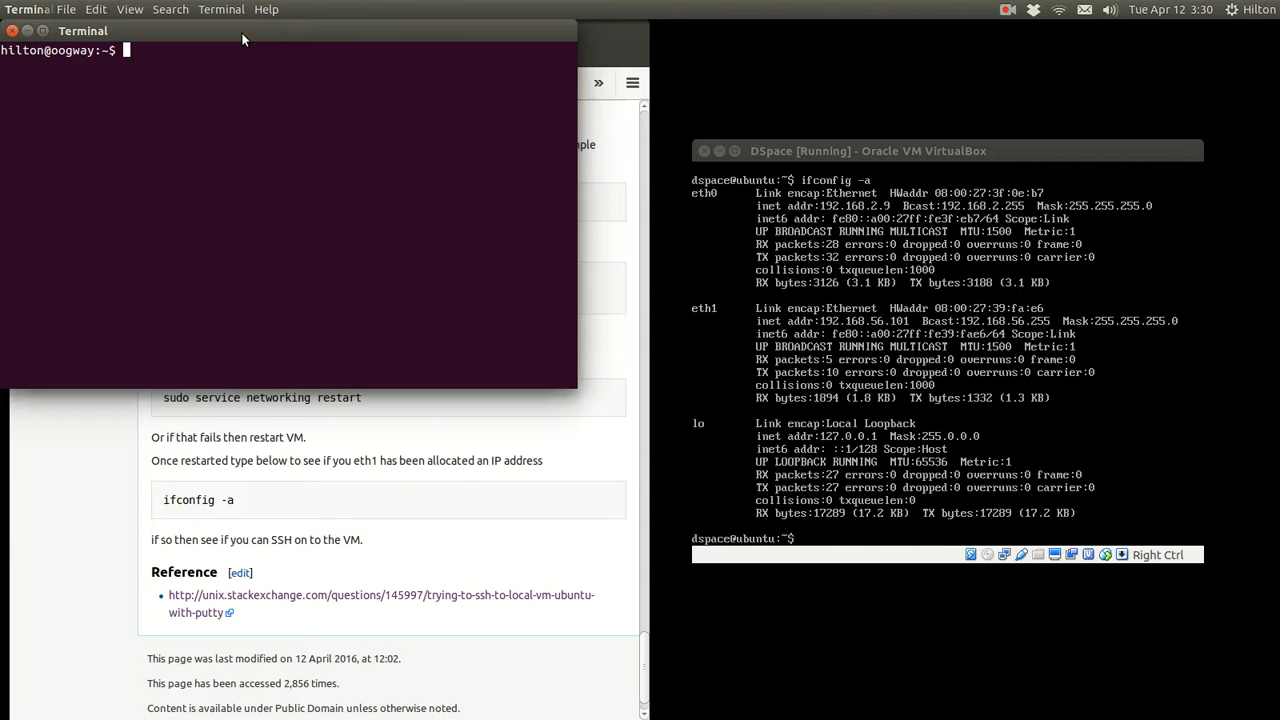 Terminal File Edit View Search Terminal Help Tue Apr 12 3:30 Hilton
Terminal
hilton@oogway:~$
»
mple
sudo service networking restart
Or if that fails then restart VM.
Once restarted type below to see if you eth1 has been allocated an IP address
ifconfig -a
if so then see if you can SSH on to the VM.
Reference [edit]
• http://unix.stackexchange.com/questions/145997/trying-to-ssh-to-local-vm-ubuntu-
with-putty
This page was last modified on 12 April 2016, at 12:02.
This page has been accessed 2,856 times.
Content is available under Public Domain unless otherwise noted.
DSpace [Running] - Oracle VM VirtualBox
dspace@ubuntu:~$ ifconfig -a
eth0 Link encap:Ethernet HWaddr 08:00:27:3f:0e:b7
inet addr:192.168.2.9 Bcast:192.168.2.255 Mask:255.255.255.0
inet6 addr: fe80::a00:27ff:fe3f:eb7/64 Scope:Link
UP BROADCAST RUNNING MULTICAST MTU:1500 Metric:1
RX packets:28 errors:0 dropped:0 overruns:0 frame:0
TX packets:32 errors:0 dropped:0 overruns:0 carrier:0
collisions:0 txqueuelen:1000
RX bytes:3126 (3.1 KB) TX bytes:3188 (3.1 KB)
eth1 Link encap:Ethernet HWaddr 08:00:27:39:fa:e6
inet addr:192.168.56.101 Bcast:192.168.56.255 Mask:255.255.255.0
inet6 addr: fe80::a00:27ff:fe39:fae6/64 Scope:Link
UP BROADCAST RUNNING MULTICAST MTU:1500 Metric:1
RX packets:5 errors:0 dropped:0 overruns:0 frame:0
TX packets:10 errors:0 dropped:0 overruns:0 carrier:0
collisions:0 txqueuelen:1000
RX bytes:1894 (1.8 KB) TX bytes:1332 (1.3 KB)
lo Link encap:Local Loopback
inet addr:127.0.0.1 Mask:255.0.0.0
inet6 addr: ::1/128 Scope:Host
UP LOOPBACK RUNNING MTU:65536 Metric:1
RX packets:27 errors:0 dropped:0 overruns:0 frame:0
TX packets:27 errors:0 dropped:0 overruns:0 carrier:0
collisions:0 txqueuelen:0
RX bytes:17289 (17.2 KB) TX bytes:17289 (17.2 KB)
dspace@ubuntu:~$
Right Ctrl